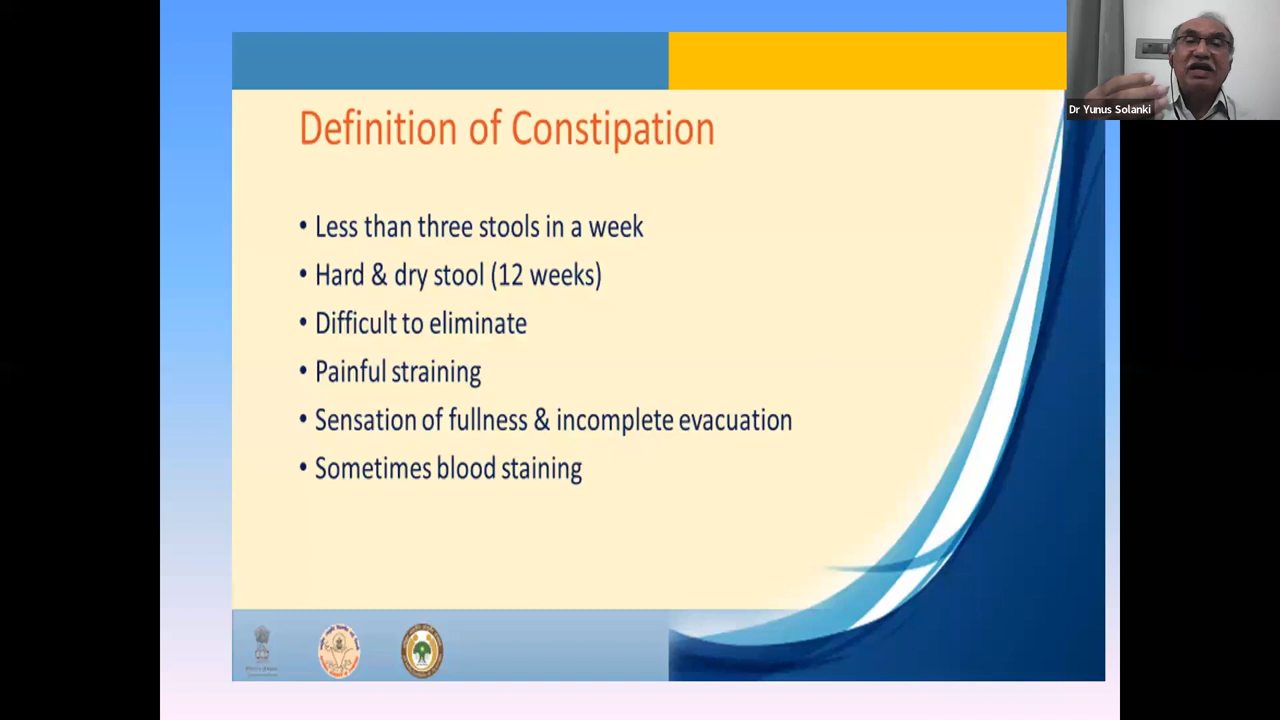 Dr Yunus Solanki
Definition of Constipation
• Less than three stools in a week
• Hard & dry stool (12 weeks)
• Difficult to eliminate
• Painful straining
• Sensation of fullness & incomplete evacuation
• Sometimes blood staining